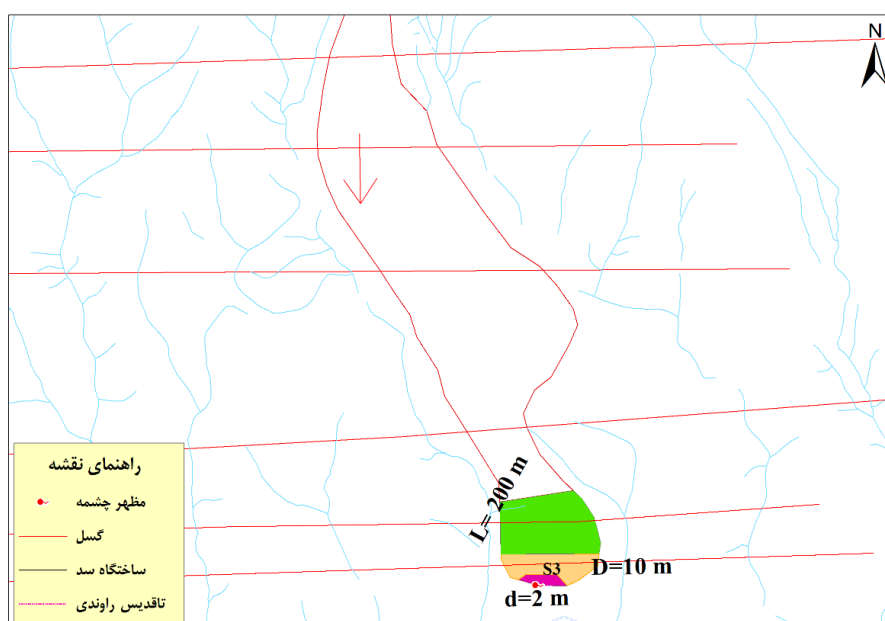 N
L= 200 m
S3
D=10 m
d=2 m
راهنمای نقشه
مظهر چشمه
گسل
ساختگاه سد
تاقدیس راوندی